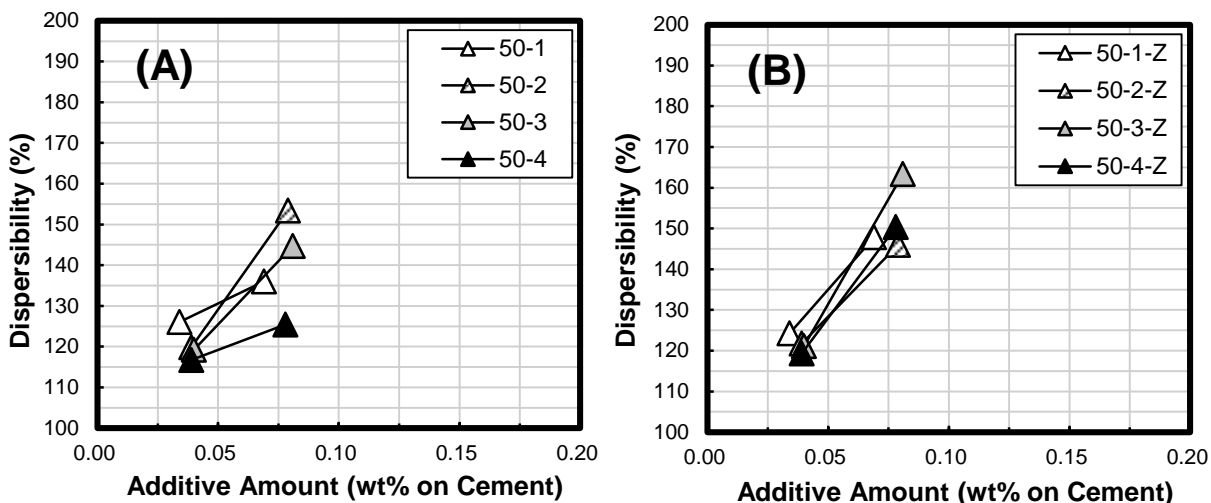 (A)
50-1
50-2
50-3
50-4
Dispersibility (%)
200
190
180
170
160
150
140
130
120
110
100
0.00 0.05 0.10 0.15 0.20
Additive Amount (wt% on Cement)
(B)
50-1-Z
50-2-Z
50-3-Z
50-4-Z
Dispersibility (%)
200
190
180
170
160
150
140
130
120
110
100
0.00 0.05 0.10 0.15 0.20
Additive Amount (wt% on Cement)